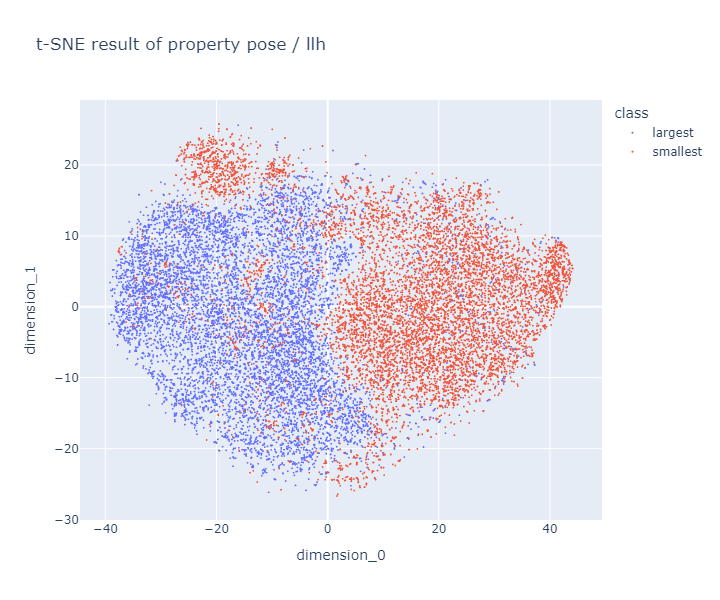 t-SNE result of property pose / llh
class
largest
smallest
20
10
0
−10
−20
−30
−40
−20
0
20
40
dimension_0
dimension_1